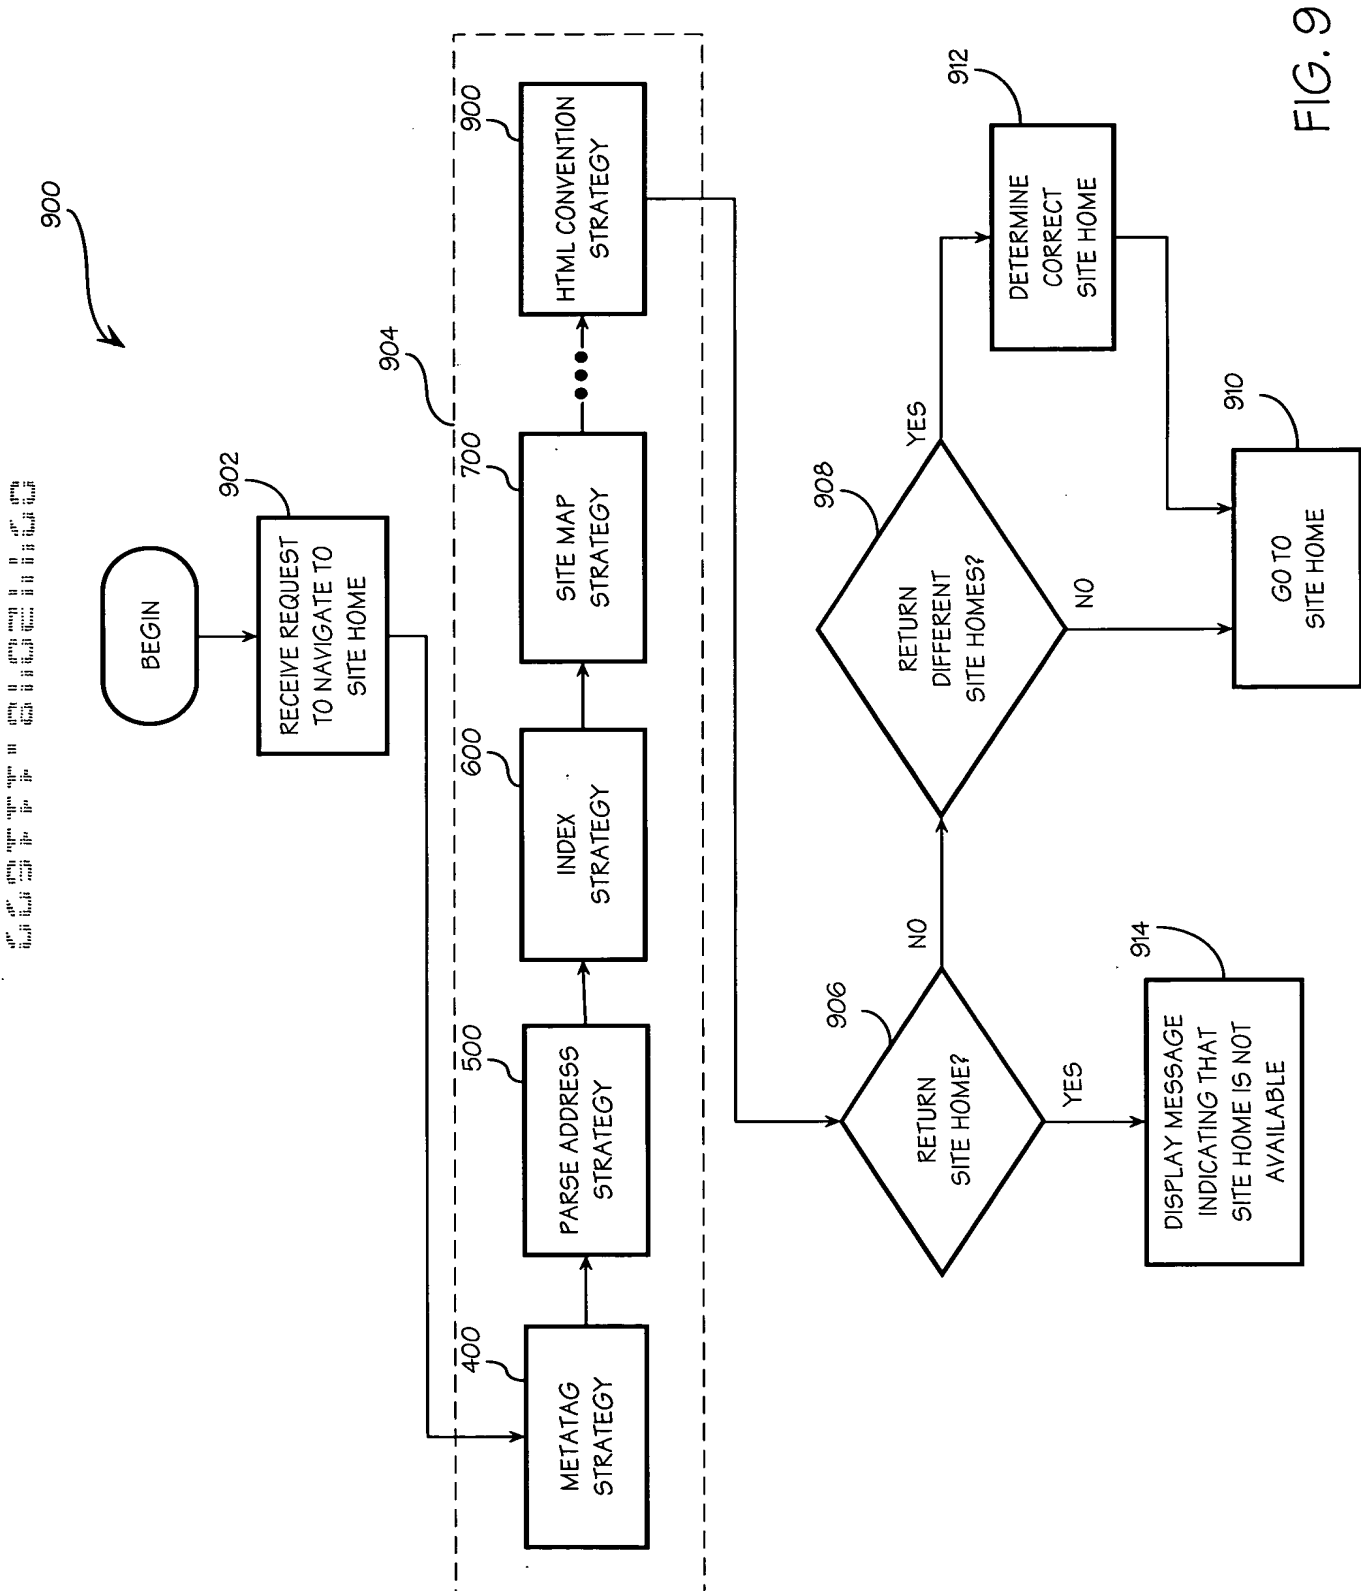 900
BEGIN
902
RECEIVE REQUEST
TO NAVIGATE TO
SITE HOME
904
400
METATAG
STRATEGY
500
PARSE ADDRESS
STRATEGY
600
INDEX
STRATEGY
700
SITE MAP
STRATEGY
900
HTML CONVENTION
STRATEGY
906
RETURN
SITE HOME?
NO
YES
914
DISPLAY MESSAGE
INDICATING THAT
SITE HOME IS NOT
AVAILABLE
908
RETURN
DIFFERENT
SITE HOMES?
YES
NO
912
DETERMINE
CORRECT
SITE HOME
910
GO TO
SITE HOME
FIG. 9